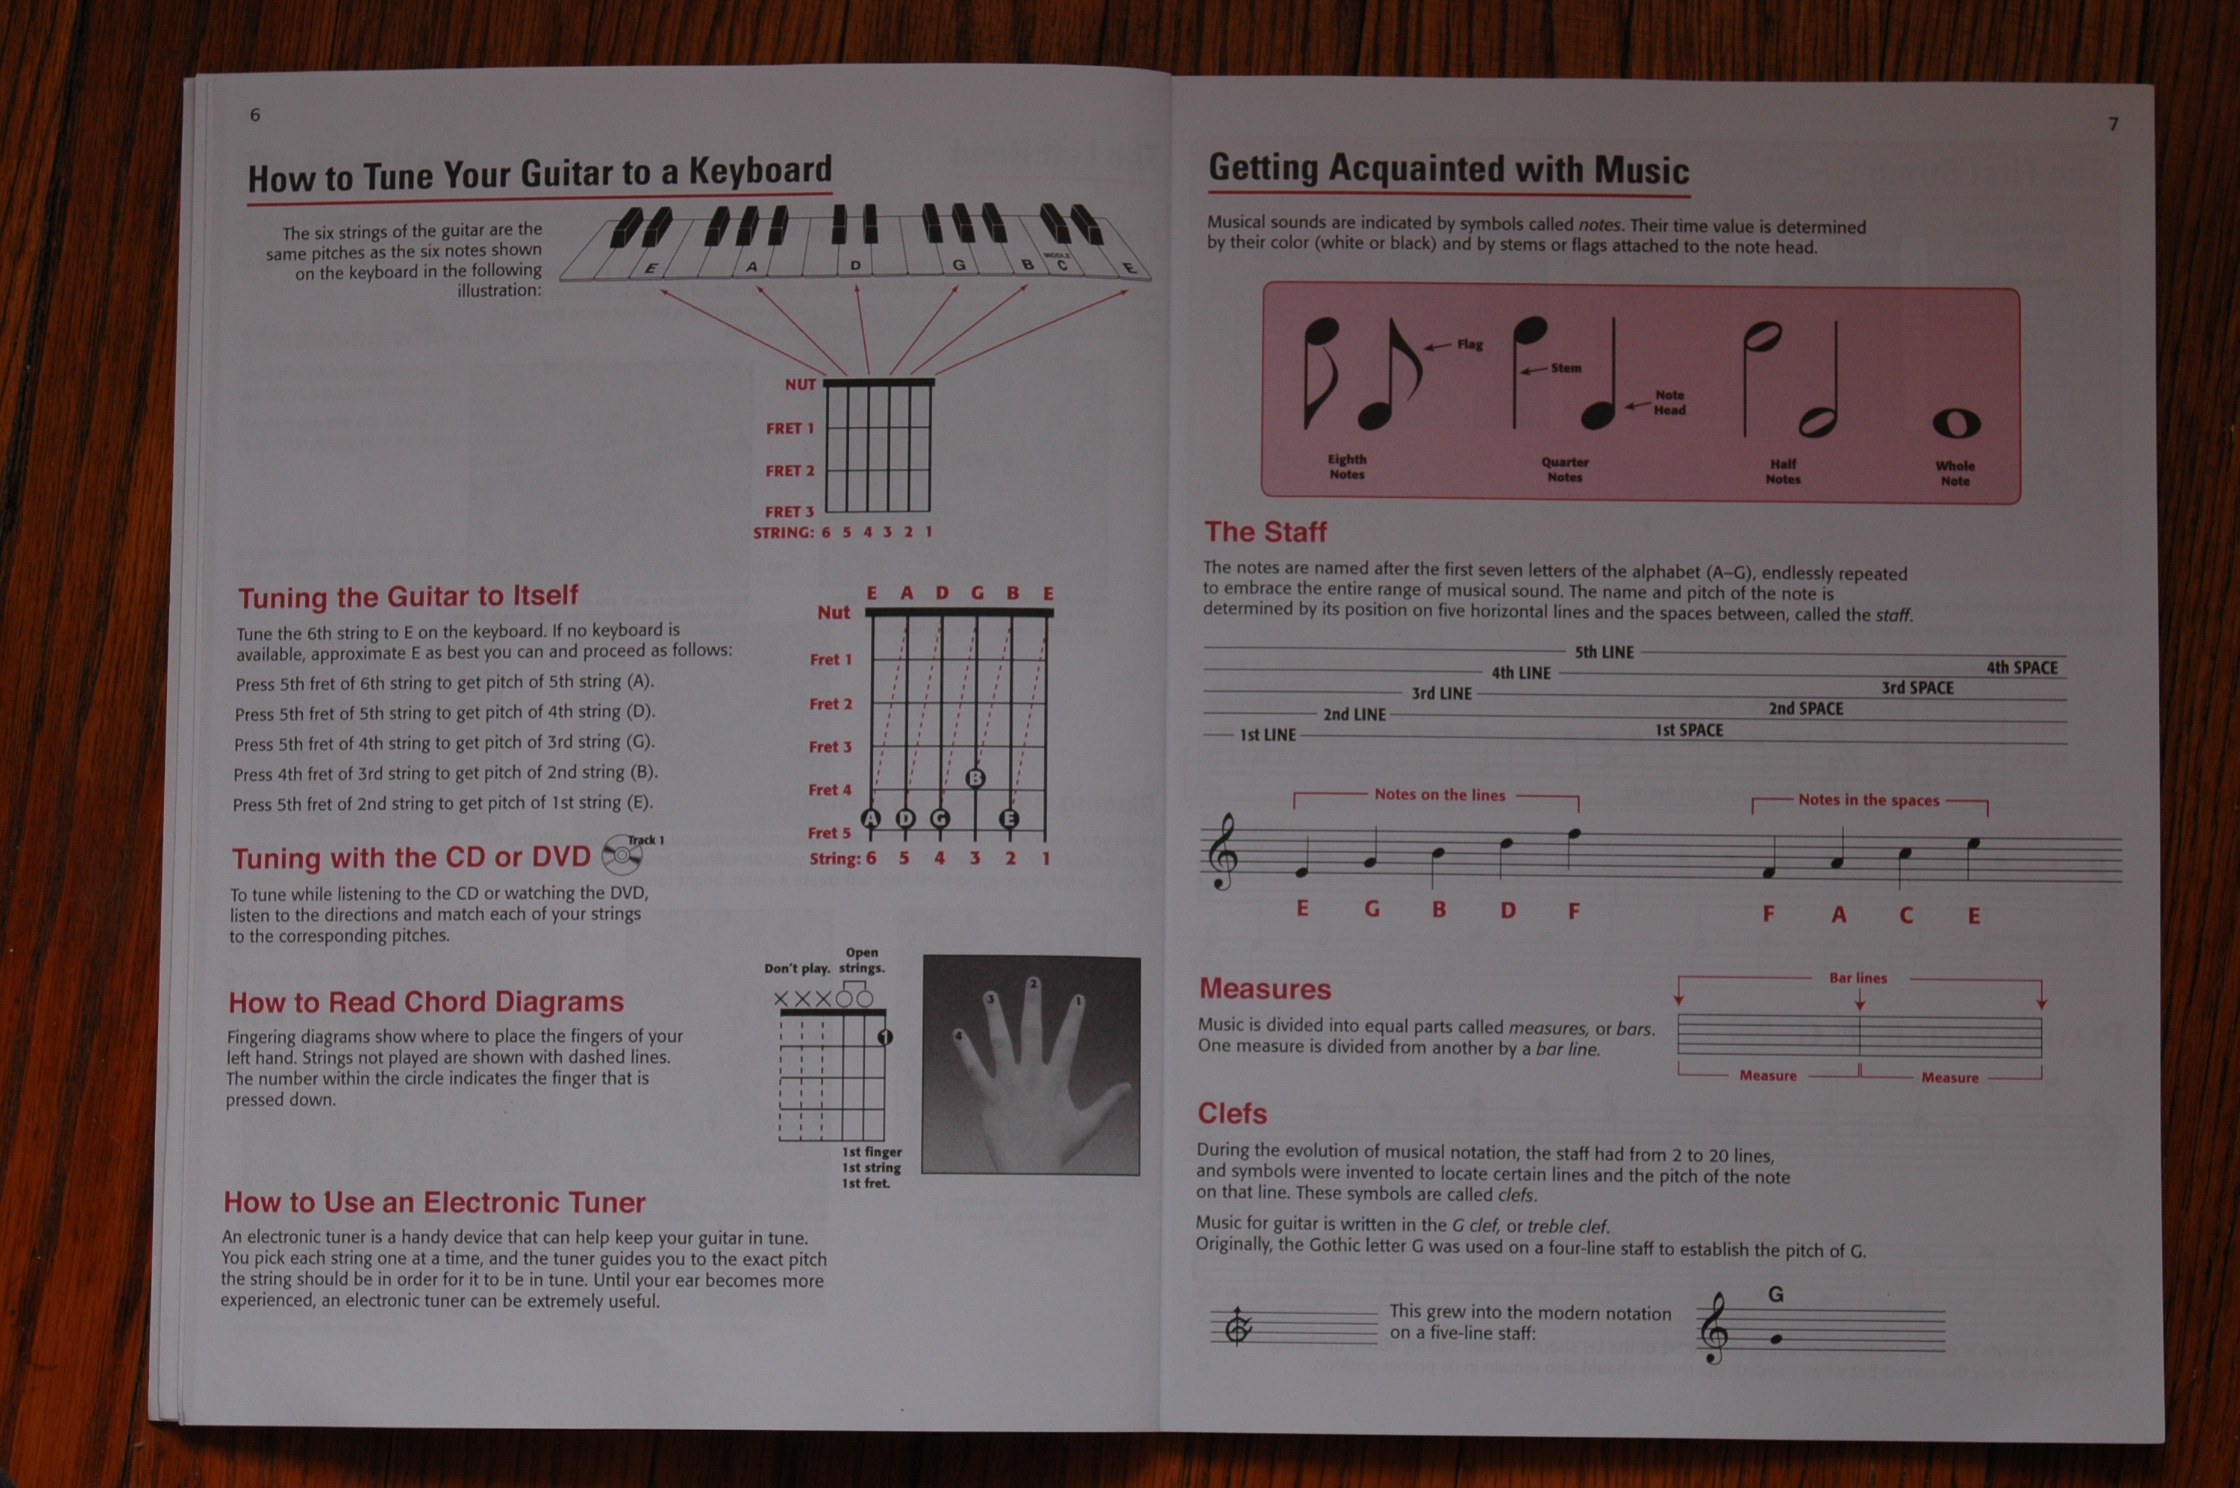 6
How to Tune Your Guitar to a Keyboard
The six strings of the guitar are the
same pitches as the six notes shown
on the keyboard in the following
illustration:
E A D G B MIDDLE C E
NUT
FRET 1
FRET 2
FRET 3
STRING: 6 5 4 3 2 1
Tuning the Guitar to Itself
Tune the 6th string to E on the keyboard. If no keyboard is
available, approximate E as best you can and proceed as follows:
Press 5th fret of 6th string to get pitch of 5th string (A).
Press 5th fret of 5th string to get pitch of 4th string (D).
Press 5th fret of 4th string to get pitch of 3rd string (G).
Press 4th fret of 3rd string to get pitch of 2nd string (B).
Press 5th fret of 2nd string to get pitch of 1st string (E).
E A D G B E
Nut
Fret 1
Fret 2
Fret 3
B
Fret 4
A D G E
Fret 5
String: 6 5 4 3 2 1
Tuning with the CD or DVD
Track 1
To tune while listening to the CD or watching the DVD,
listen to the directions and match each of your strings
to the corresponding pitches.
How to Read Chord Diagrams
Fingering diagrams show where to place the fingers of your
left hand. Strings not played are shown with dashed lines.
The number within the circle indicates the finger that is
pressed down.
Open
Don't play. strings.
X X X O O
1
1st finger
1st string
1st fret.
4 3 2 1
How to Use an Electronic Tuner
An electronic tuner is a handy device that can help keep your guitar in tune.
You pick each string one at a time, and the tuner guides you to the exact pitch
the string should be in order for it to be in tune. Until your ear becomes more
experienced, an electronic tuner can be extremely useful.
7
Getting Acquainted with Music
Musical sounds are indicated by symbols called notes. Their time value is determined
by their color (white or black) and by stems or flags attached to the note head.
Flag
Stem
Note
Head
Eighth
Notes
Quarter
Notes
Half
Notes
Whole
Note
The Staff
The notes are named after the first seven letters of the alphabet (A–G), endlessly repeated
to embrace the entire range of musical sound. The name and pitch of the note is
determined by its position on five horizontal lines and the spaces between, called the staff.
5th LINE
4th LINE 4th SPACE
3rd LINE 3rd SPACE
2nd LINE 2nd SPACE
1st LINE 1st SPACE
Notes on the lines
Notes in the spaces
E G B D F F A C E
Measures
Music is divided into equal parts called measures, or bars.
One measure is divided from another by a bar line.
Bar lines
Measure Measure
Clefs
During the evolution of musical notation, the staff had from 2 to 20 lines,
and symbols were invented to locate certain lines and the pitch of the note
on that line. These symbols are called clefs.
Music for guitar is written in the G clef, or treble clef.
Originally, the Gothic letter G was used on a four-line staff to establish the pitch of G.
This grew into the modern notation
on a five-line staff:
G